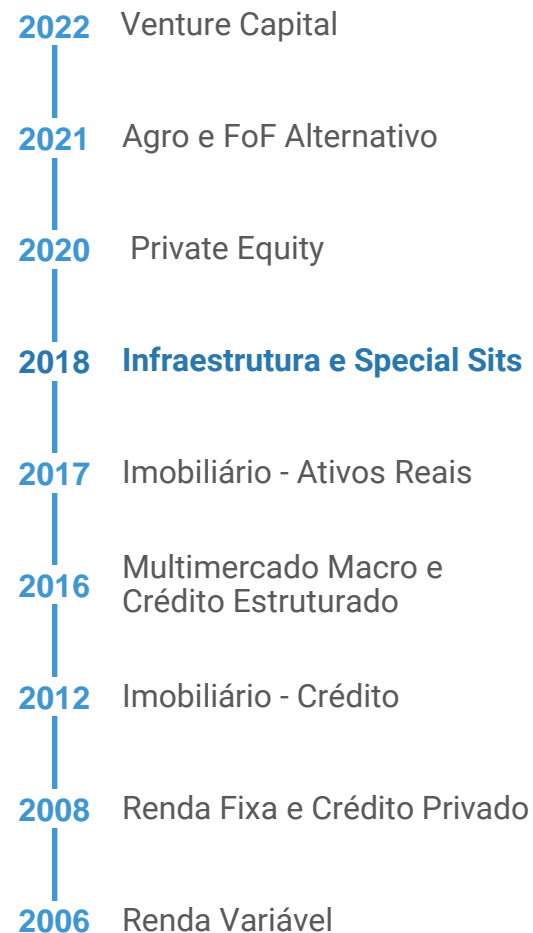 2022 Venture Capital
2021 Agro e FoF Alternativo
2020 Private Equity
2018 Infraestrutura e Special Sits
2017 Imobiliário - Ativos Reais
2016 Multimercado Macro e
Crédito Estruturado
2012 Imobiliário - Crédito
2008 Renda Fixa e Crédito Privado
2006 Renda Variável